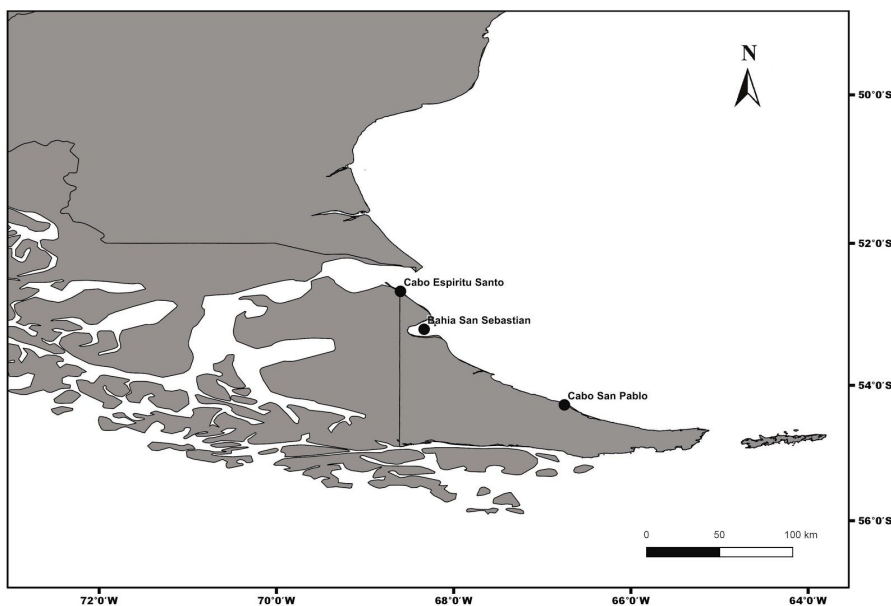 N
50°0'S
52°0'S
Cabo Espiritu Santo
Bahia San Sebastian
54°0'S
Cabo San Pablo
56°0'S
0 50 100 km
72°0'W 70°0'W 68°0'W 66°0'W 64°0'W